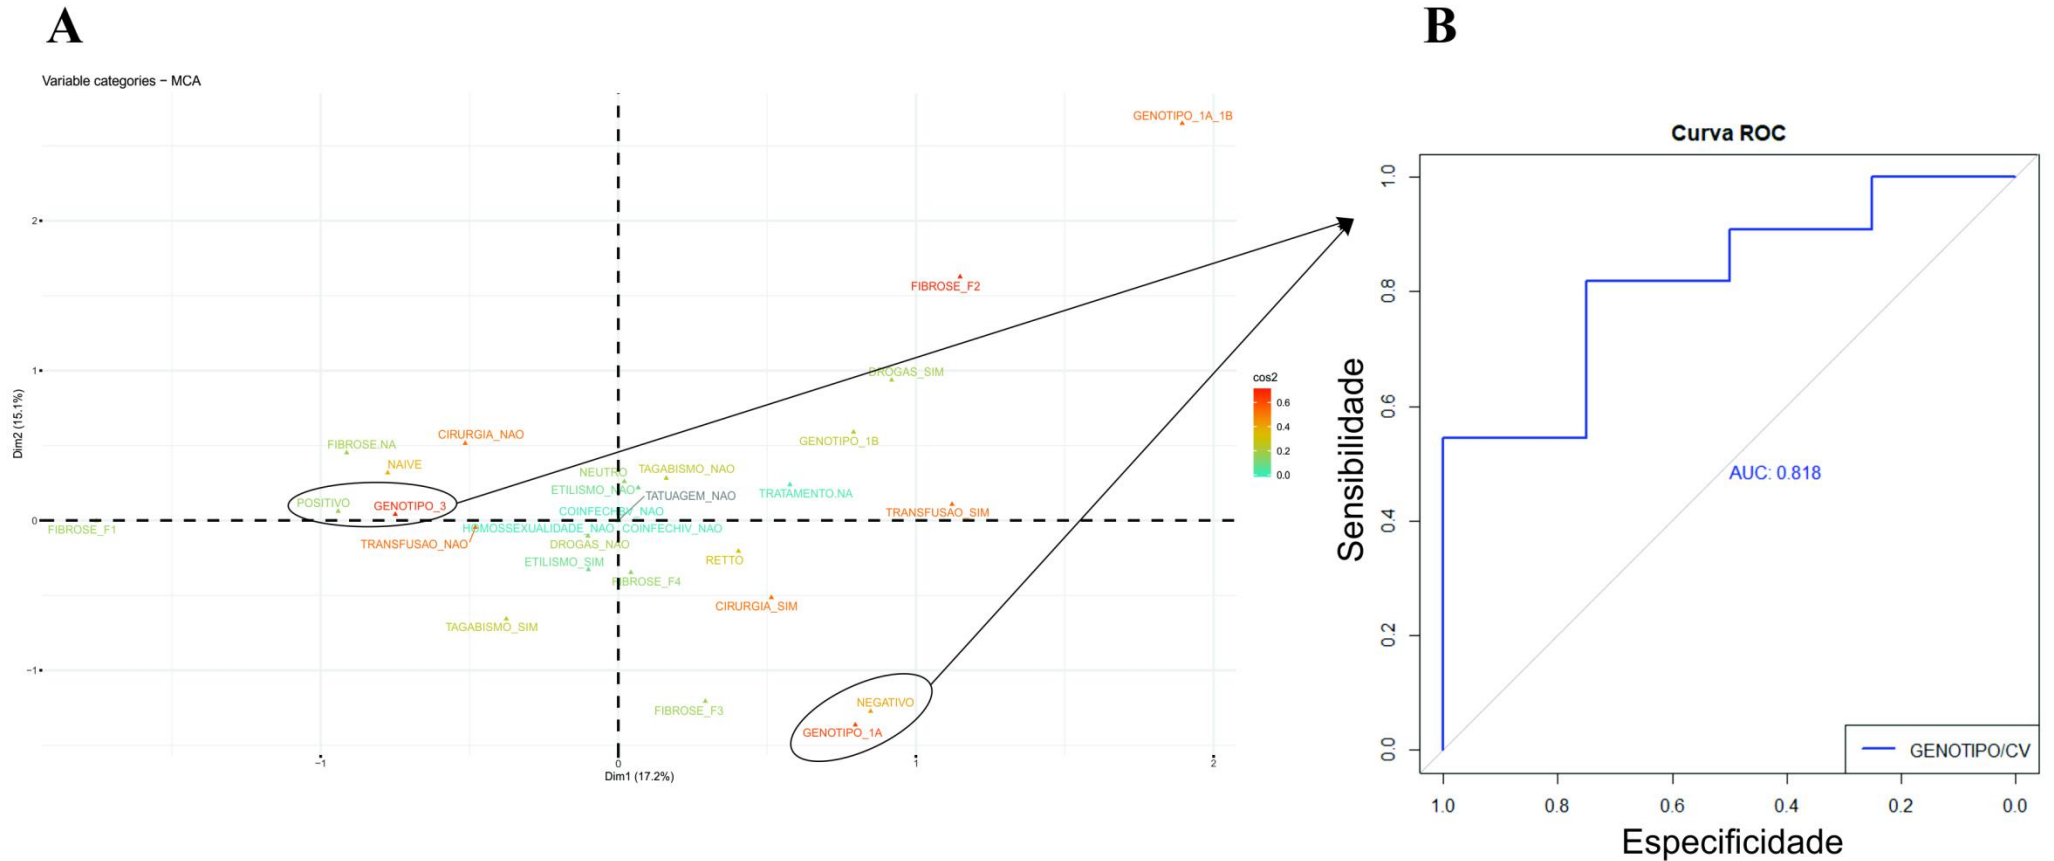 A
B
Variable categories − MCA
GENOTIPO_1A_1B
Curva ROC
FIBROSE_F2
DROGAS_SIM
GENOTIPO_1B
CIRURGIA_NAO
FIBROSE.NA
NAIVE
NEUTRO
TAGABISMO_NAO
ETILISMO_NAO
TATUAGEM_NAO
TRATAMENTO.NA
POSITIVO
GENOTIPO_3
COINFECHBV_NAO
TRANSFUSAO_SIM
FIBROSE_F1
HOMOSSEXUALIDADE_NAO
COINFECHIV_NAO
TRANSFUSAO_NAO
DROGAS_NAO
ETILISMO_SIM
RETTO
FIBROSE_F4
CIRURGIA_SIM
TAGABISMO_SIM
NEGATIVO
FIBROSE_F3
GENOTIPO_1A
2
1
0
−1
Dim2 (15.1%)
−1
0
1
2
Dim1 (17.2%)
cos2
0.6
0.4
0.2
0.0
Sensibilidade
1.0
0.8
0.6
0.4
0.2
0.0
AUC: 0.818
GENOTIPO/CV
1.0 0.8 0.6 0.4 0.2 0.0
Especificidade